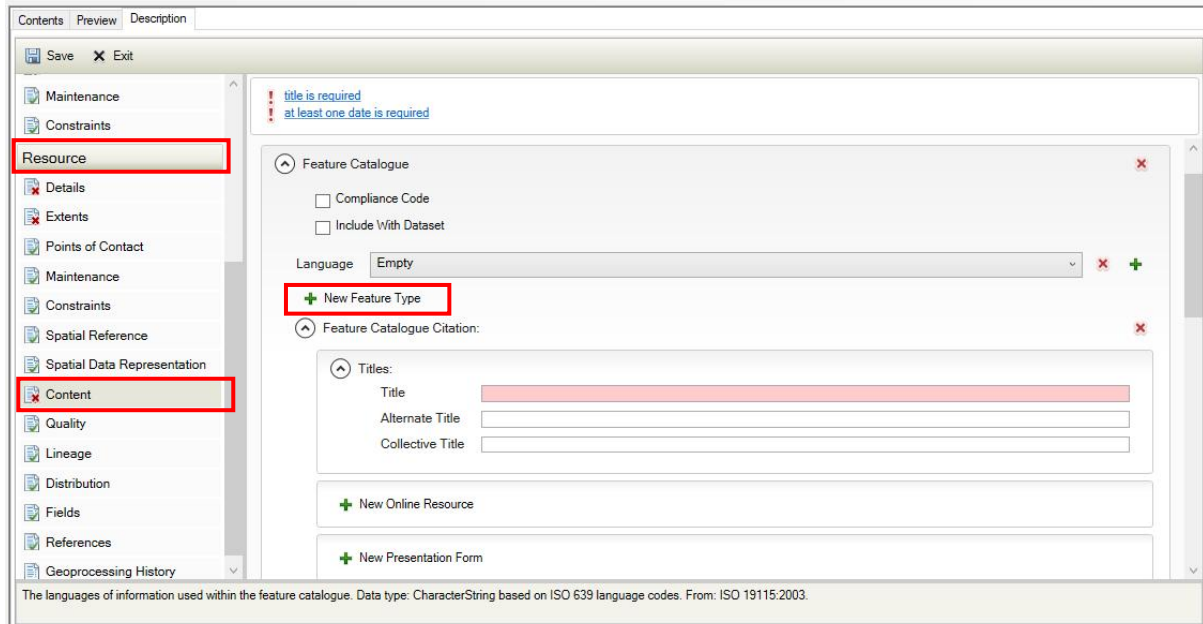 Contents Preview Description
Save Exit
Maintenance
Constraints
Resource
Details
Extents
Points of Contact
Maintenance
Constraints
Spatial Reference
Spatial Data Representation
Content
Quality
Lineage
Distribution
Fields
References
Geoprocessing History
title is required
at least one date is required
Feature Catalogue
Compliance Code
Include With Dataset
Language Empty
New Feature Type
Feature Catalogue Citation:
Titles:
Title
Alternate Title
Collective Title
New Online Resource
New Presentation Form
The languages of information used within the feature catalogue. Data type: CharacterString based on ISO 639 language codes. From: ISO 19115:2003.